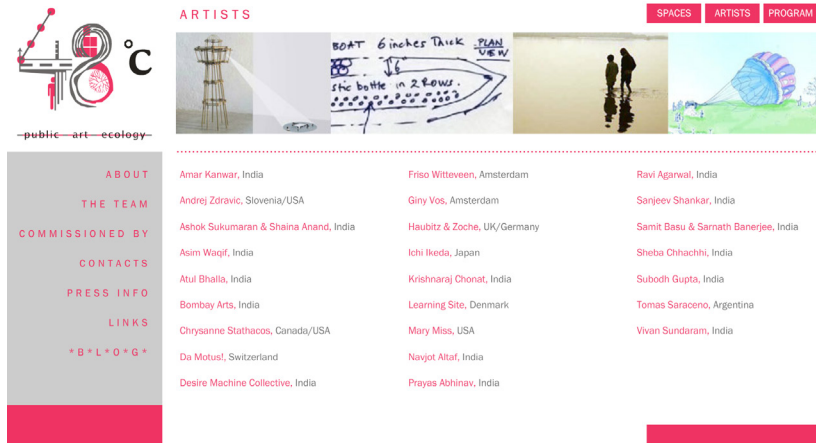 ARTISTS
SPACES
ARTISTS
PROGRAM
48°c
public art ecology
BOAT 6 inches Thick PLAN VIEW
stic bottle in 2 Rows.
ABOUT
THE TEAM
COMMISSIONED BY
CONTACTS
PRESS INFO
LINKS
*B*L*O*G*
Amar Kanwar, India
Andrej Zdravic, Slovenia/USA
Ashok Sukumaran & Shaina Anand, India
Asim Waqif, India
Atul Bhalla, India
Bombay Arts, India
Chrysanne Stathacos, Canada/USA
Da Motus!, Switzerland
Desire Machine Collective, India
Friso Witteveen, Amsterdam
Giny Vos, Amsterdam
Haubitz & Zoche, UK/Germany
Ichi Ikeda, Japan
Krishnaraj Chonat, India
Learning Site, Denmark
Mary Miss, USA
Navjot Altaf, India
Prayas Abhinav, India
Ravi Agarwal, India
Sanjeev Shankar, India
Samit Basu & Sarnath Banerjee, India
Sheba Chhachhi, India
Subodh Gupta, India
Tomas Saraceno, Argentina
Vivan Sundaram, India